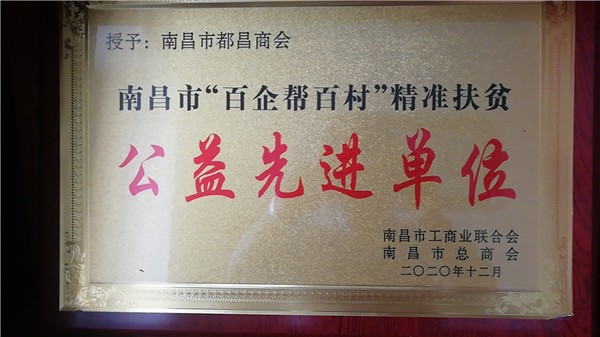 授予：南昌市都昌商会
南昌市“百企帮百村”精准扶贫
公益先进单位
南昌市工商业联合会
南昌市总商会
二〇二〇年十二月